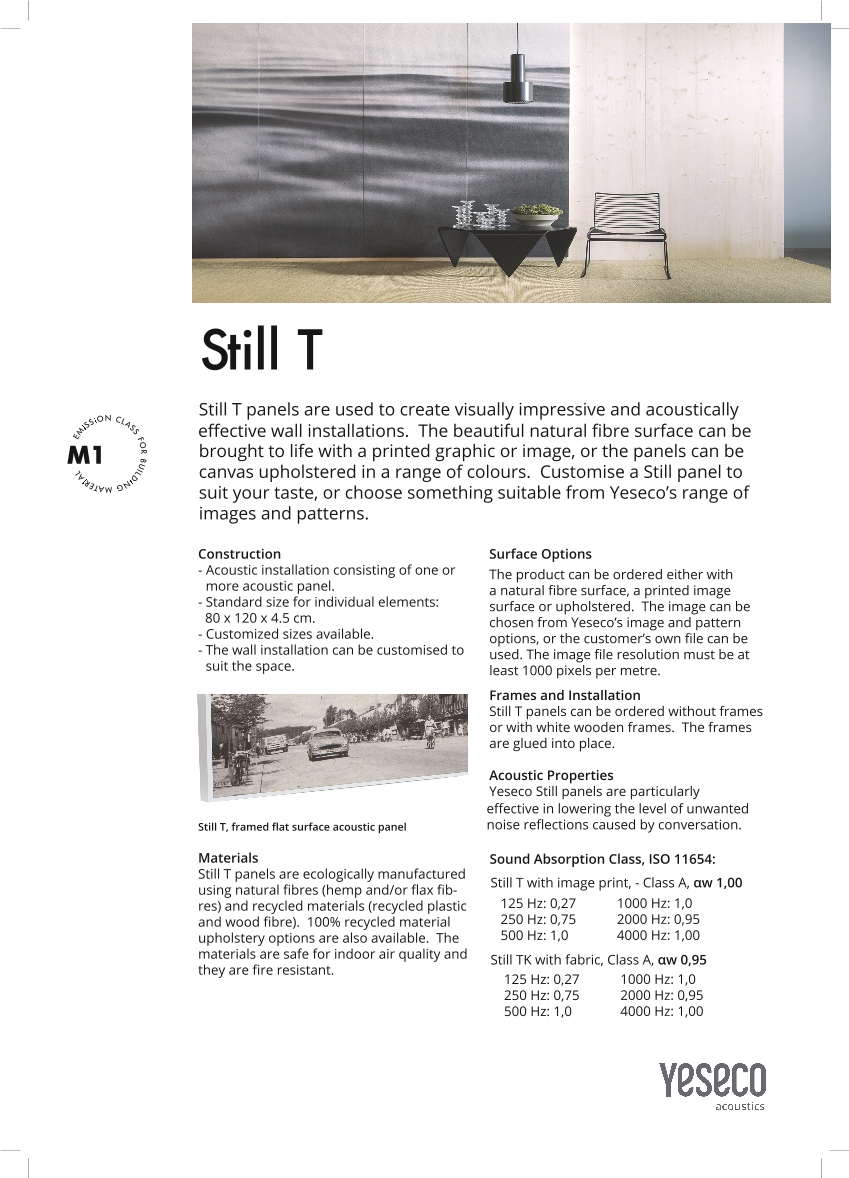 Still T
EMISSiON CLASS FOR BUILDING MATERIAL
M1
Still T panels are used to create visually impressive and acoustically
effective wall installations.  The beautiful natural fibre surface can be
brought to life with a printed graphic or image, or the panels can be
canvas upholstered in a range of colours.  Customise a Still panel to
suit your taste, or choose something suitable from Yeseco’s range of
images and patterns.
Construction
- Acoustic installation consisting of one or
more acoustic panel.
- Standard size for individual elements:
80 x 120 x 4.5 cm.
- Customized sizes available.
- The wall installation can be customised to
suit the space.
Still T, framed flat surface acoustic panel
Materials
Still T panels are ecologically manufactured
using natural fibres (hemp and/or flax fib-
res) and recycled materials (recycled plastic
and wood fibre).  100% recycled material
upholstery options are also available.  The
materials are safe for indoor air quality and
they are fire resistant.
Surface Options
The product can be ordered either with
a natural fibre surface, a printed image
surface or upholstered.  The image can be
chosen from Yeseco’s image and pattern
options, or the customer’s own file can be
used. The image file resolution must be at
least 1000 pixels per metre.
Frames and Installation
Still T panels can be ordered without frames
or with white wooden frames.  The frames
are glued into place.
Acoustic Properties
Yeseco Still panels are particularly
effective in lowering the level of unwanted
noise reflections caused by conversation.
Sound Absorption Class, ISO 11654:
Still T with image print, - Class A, αw 1,00
125 Hz: 0,27 1000 Hz: 1,0
250 Hz: 0,75 2000 Hz: 0,95
500 Hz: 1,0 4000 Hz: 1,00
Still TK with fabric, Class A, αw 0,95
125 Hz: 0,27 1000 Hz: 1,0
250 Hz: 0,75 2000 Hz: 0,95
500 Hz: 1,0 4000 Hz: 1,00
Yeseco
acoustics